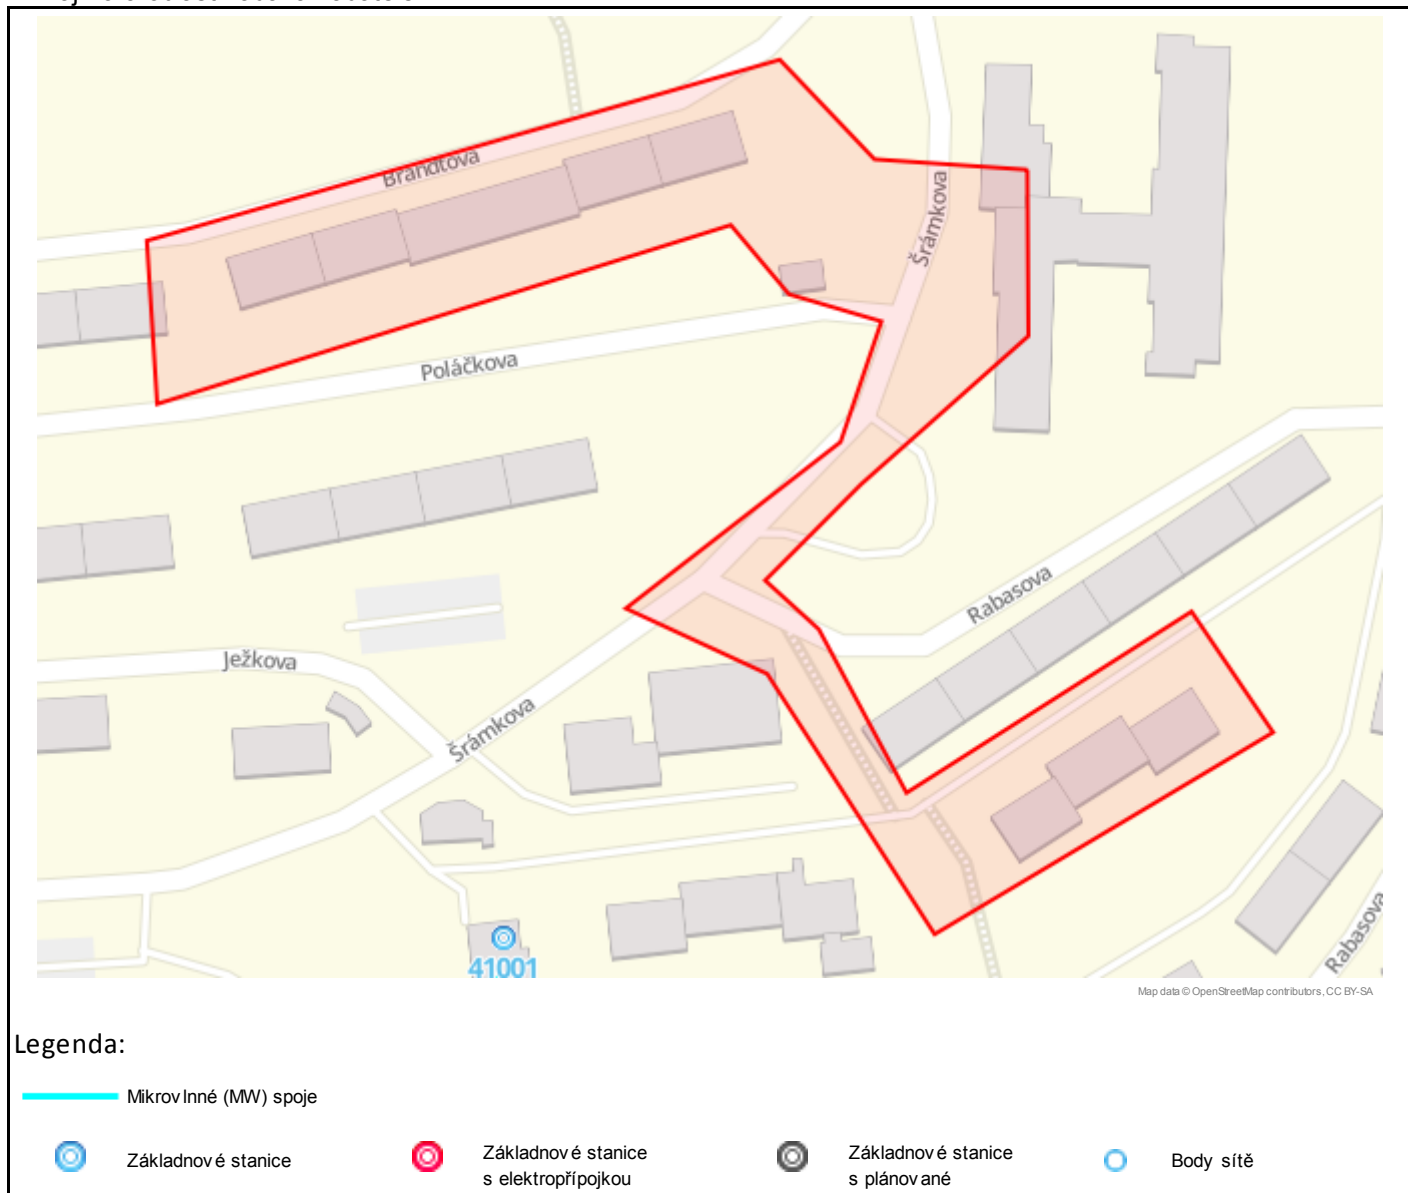 Brandtova
Šrámkova
Poláčkova
Rabasova
Ježkova
Šrámkova
Rabasova
41001
Map data © OpenStreetMap contributors, CC BY-SA
Legenda:
Mikrovlnné (MW) spoje
Základnové stanice
Základnové stanice
s elektropřípojkou
Základnové stanice
s plánované
Body sítě